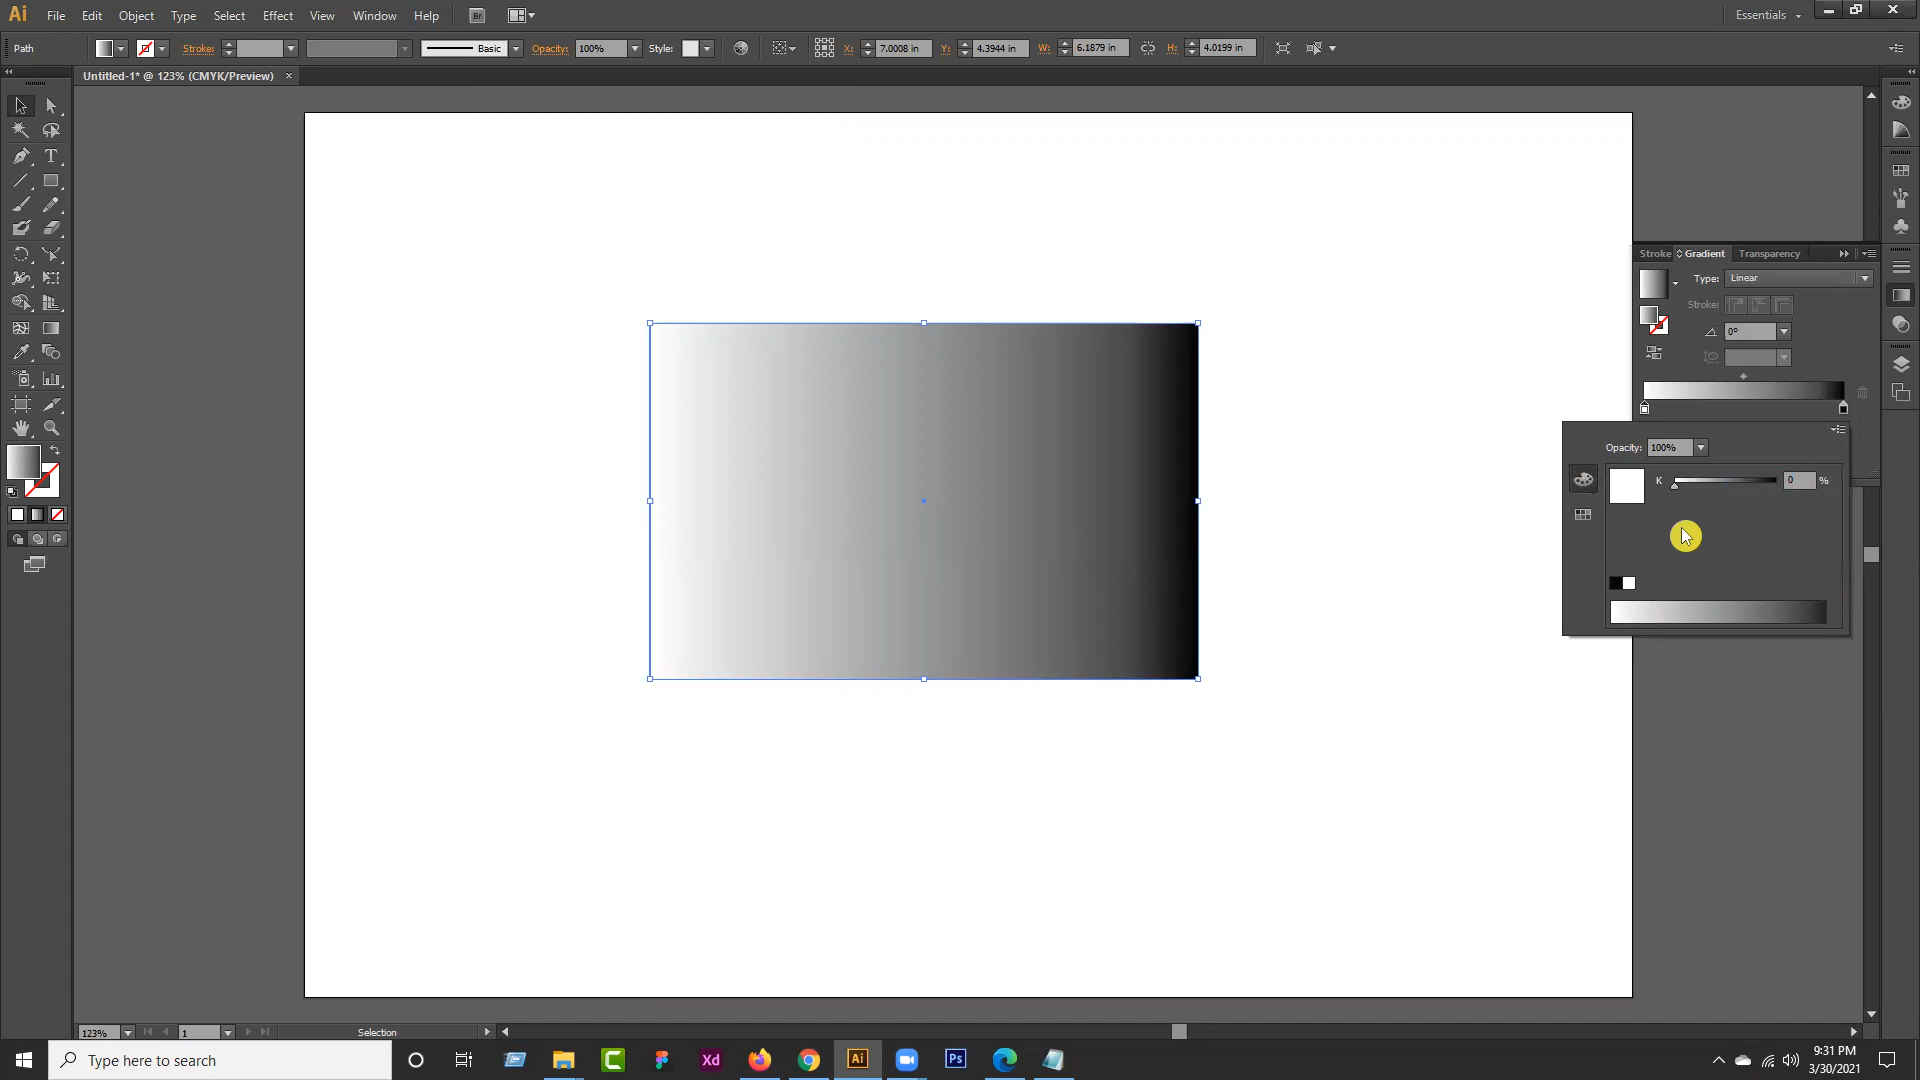 Ai File Edit Object Type Select Effect View Window Help Br Essentials
Path Stroke: Basic Opacity: 100% Style: X: 7.0008 in Y: 4.3944 in W: 6.1879 in H: 4.0199 in
Untitled-1* @ 123% (CMYK/Preview) ×
Stroke Gradient Transparency
Type: Linear
Stroke:
0°
Opacity: 100%
K 0 %
123% 1 Selection
Type here to search Xd Ai Ps 9:31 PM
3/30/2021